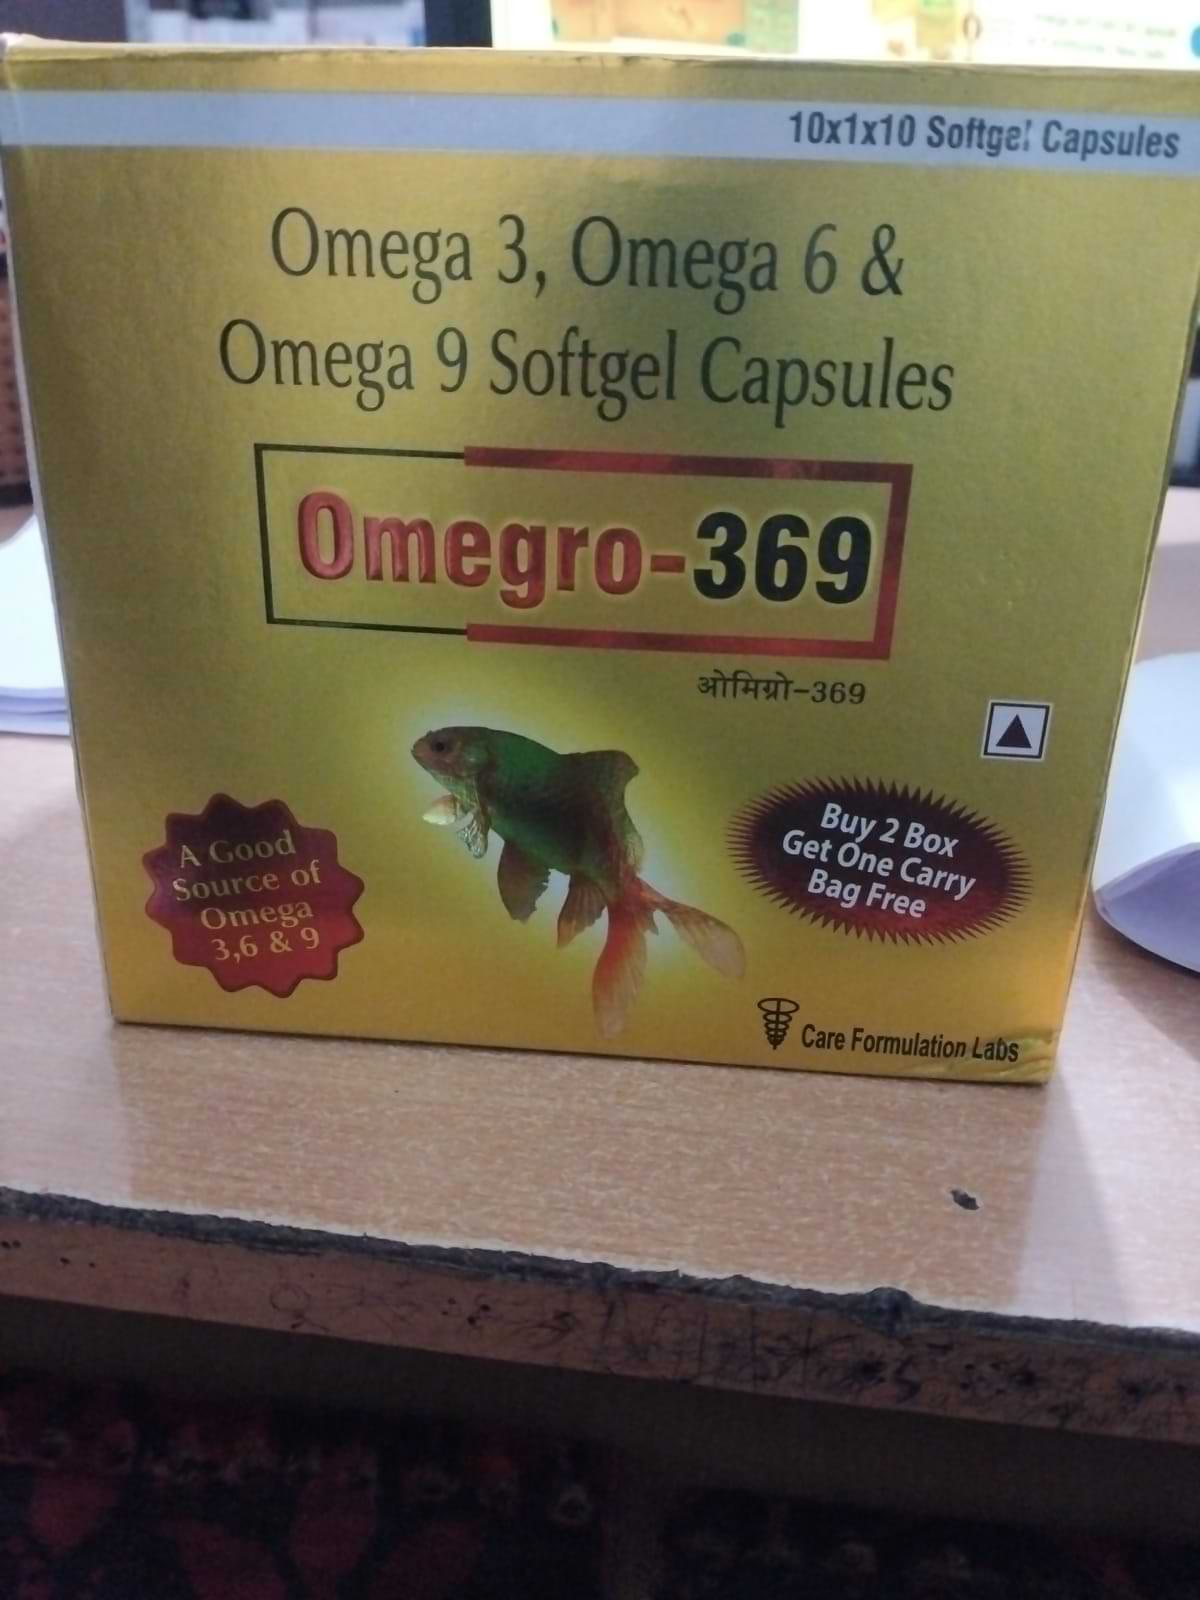 10x1x10 Softgel Capsules
Omega 3, Omega 6 &
Omega 9 Softgel Capsules
Omegro-369
ओमिग्रो-369
A Good
Source of
Omega
3,6 & 9
Buy 2 Box
Get One Carry
Bag Free
Care Formulation Labs